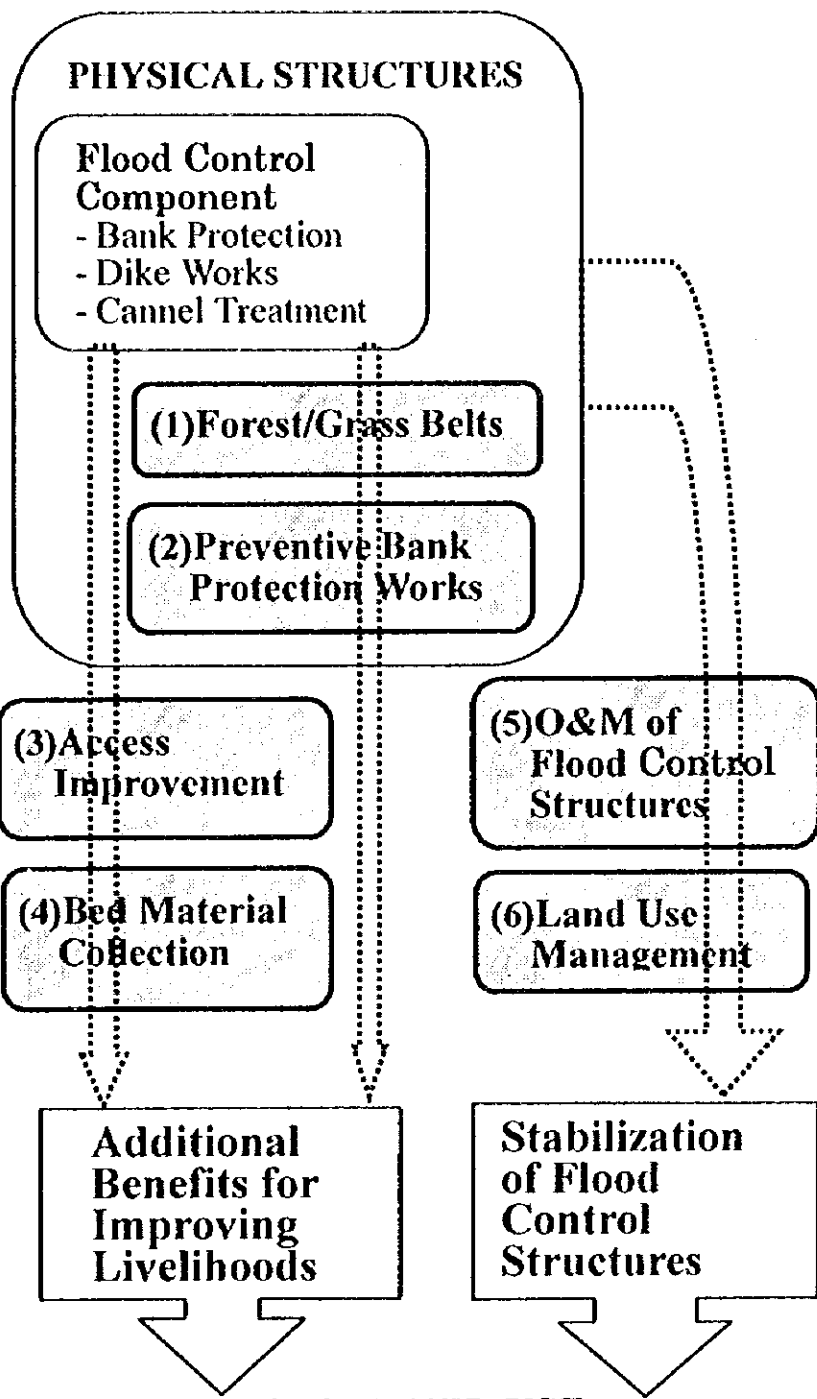 PHYSICAL STRUCTURES
Flood Control
Component
- Bank Protection
- Dike Works
- Cannel Treatment
(1)Forest/Grass Belts
(2)Preventive Bank
Protection Works
(3)Access
Improvement
(4)Bed Material
Collection
(5)O&M of
Flood Control
Structures
(6)Land Use
Management
Additional
Benefits for
Improving
Livelihoods
Stabilization
of Flood
Control
Structures